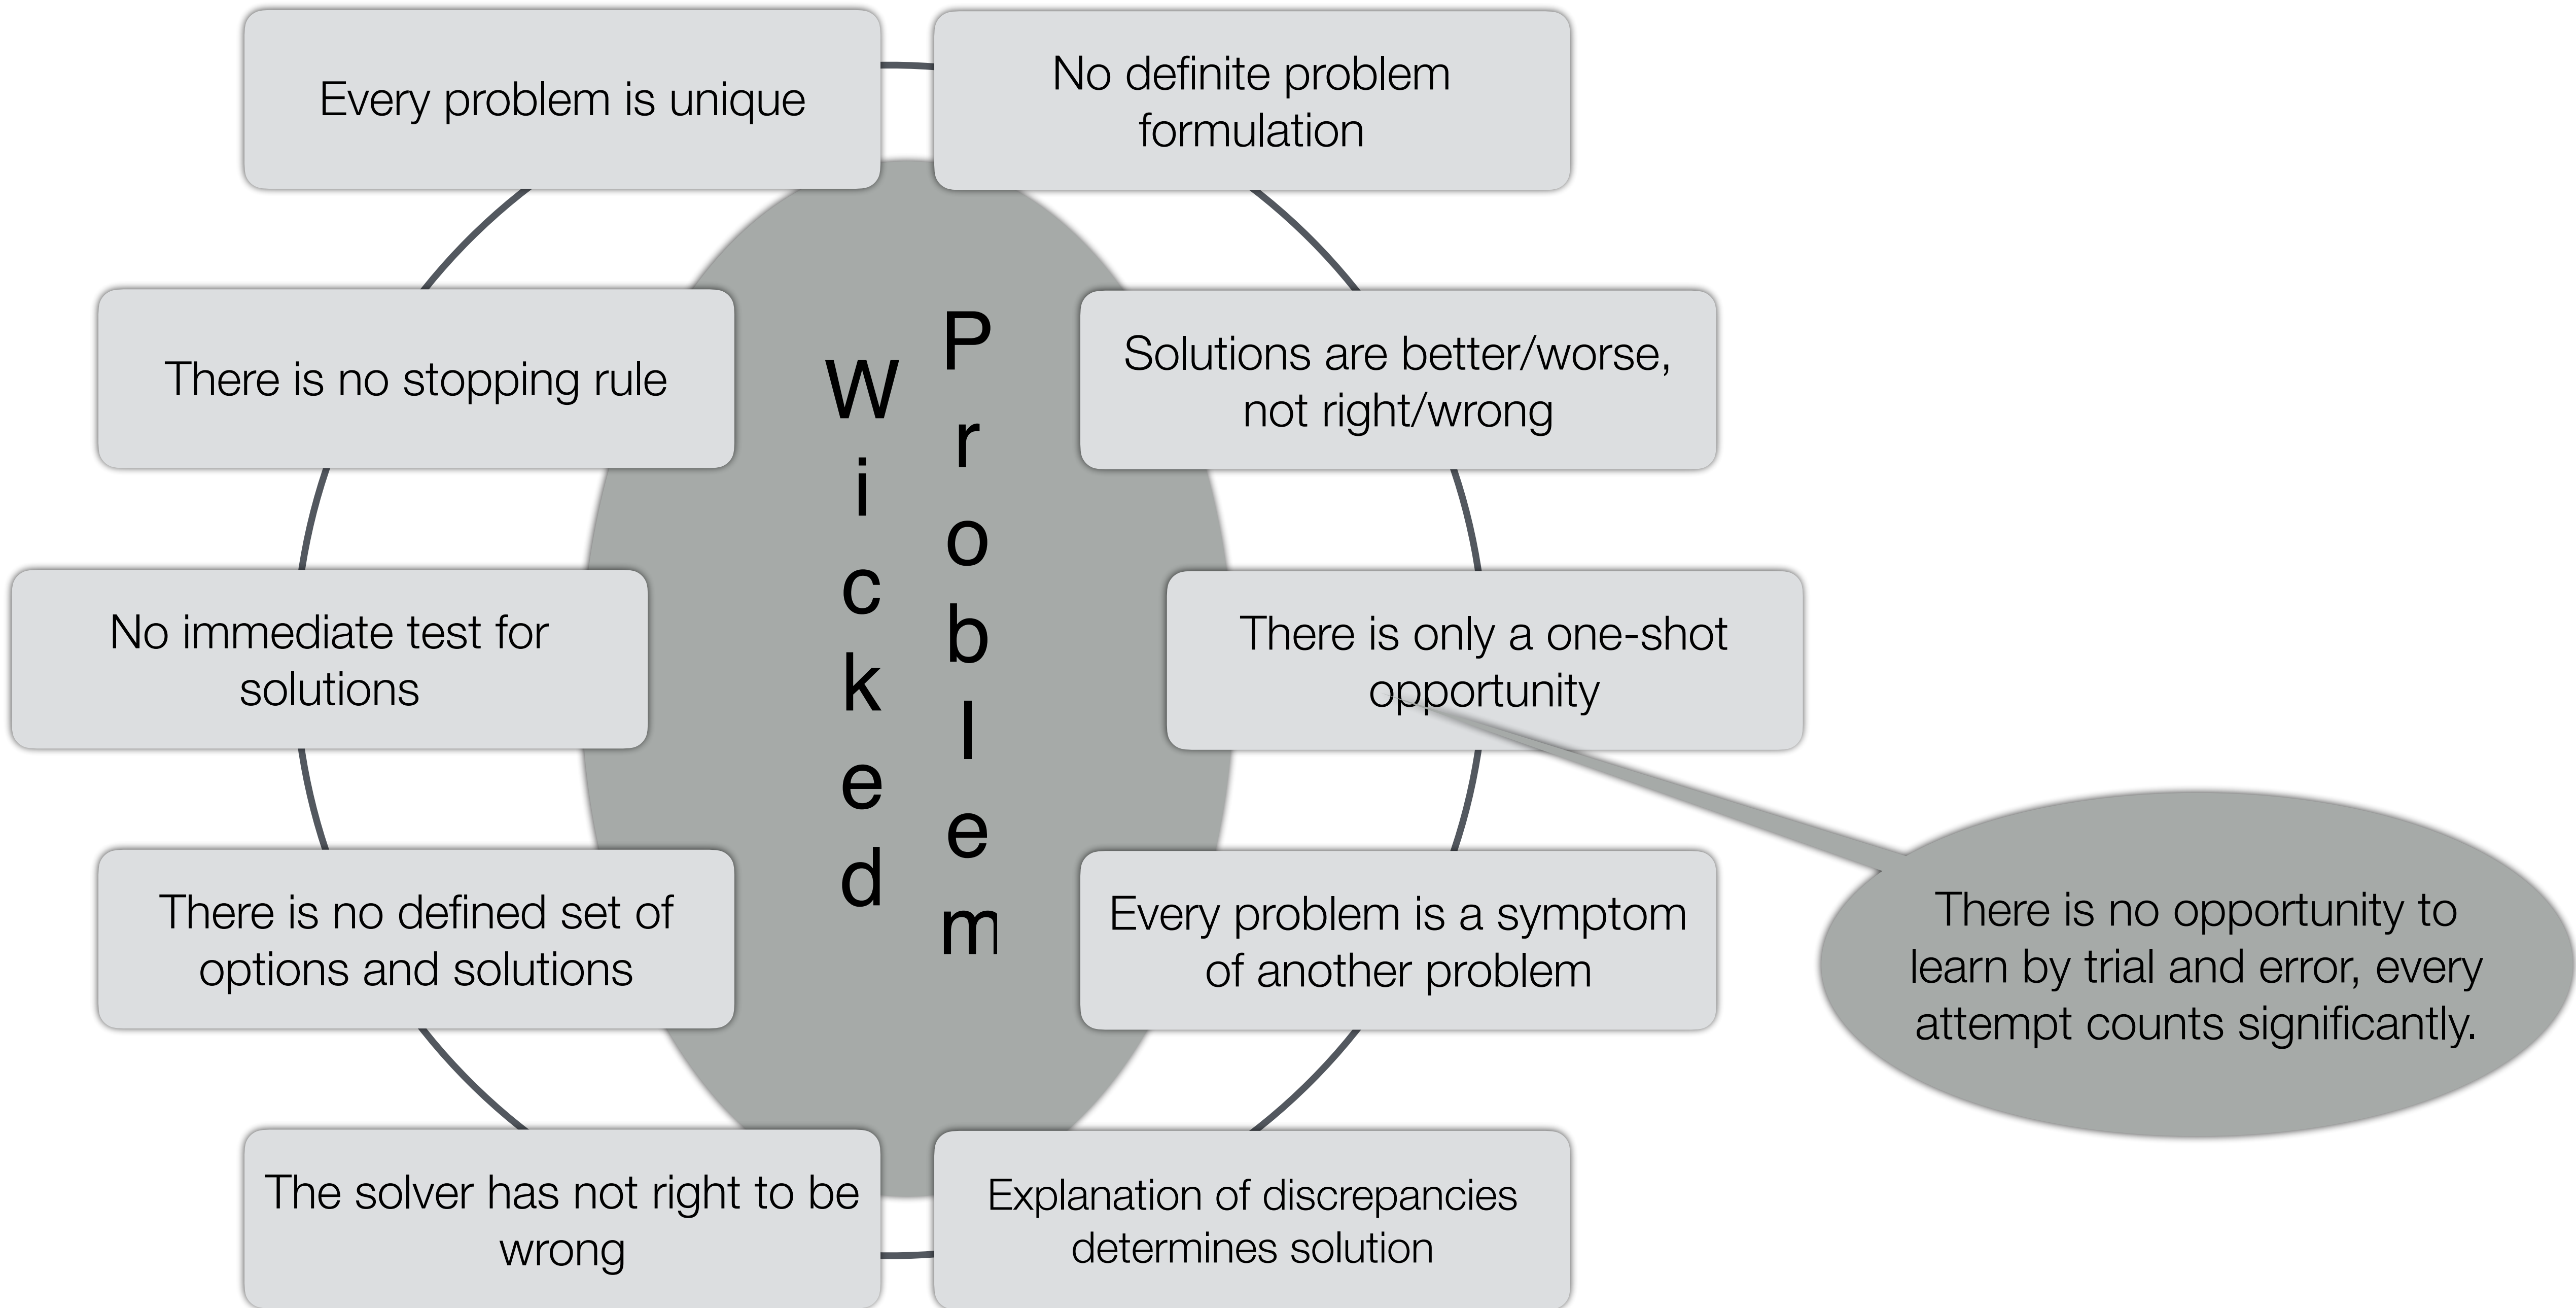 Every problem is unique
No definite problem
formulation
There is no stopping rule
Solutions are better/worse,
not right/wrong
Wicked
Problem
No immediate test for
solutions
There is only a one-shot
opportunity
There is no defined set of
options and solutions
Every problem is a symptom
of another problem
There is no opportunity to
learn by trial and error, every
attempt counts significantly.
The solver has not right to be
wrong
Explanation of discrepancies
determines solution